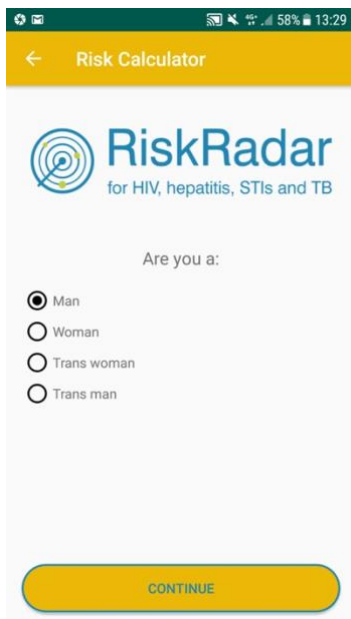 58% 13:29
Risk Calculator
RiskRadar
for HIV, hepatitis, STIs and TB
Are you a:
Man
Woman
Trans woman
Trans man
CONTINUE